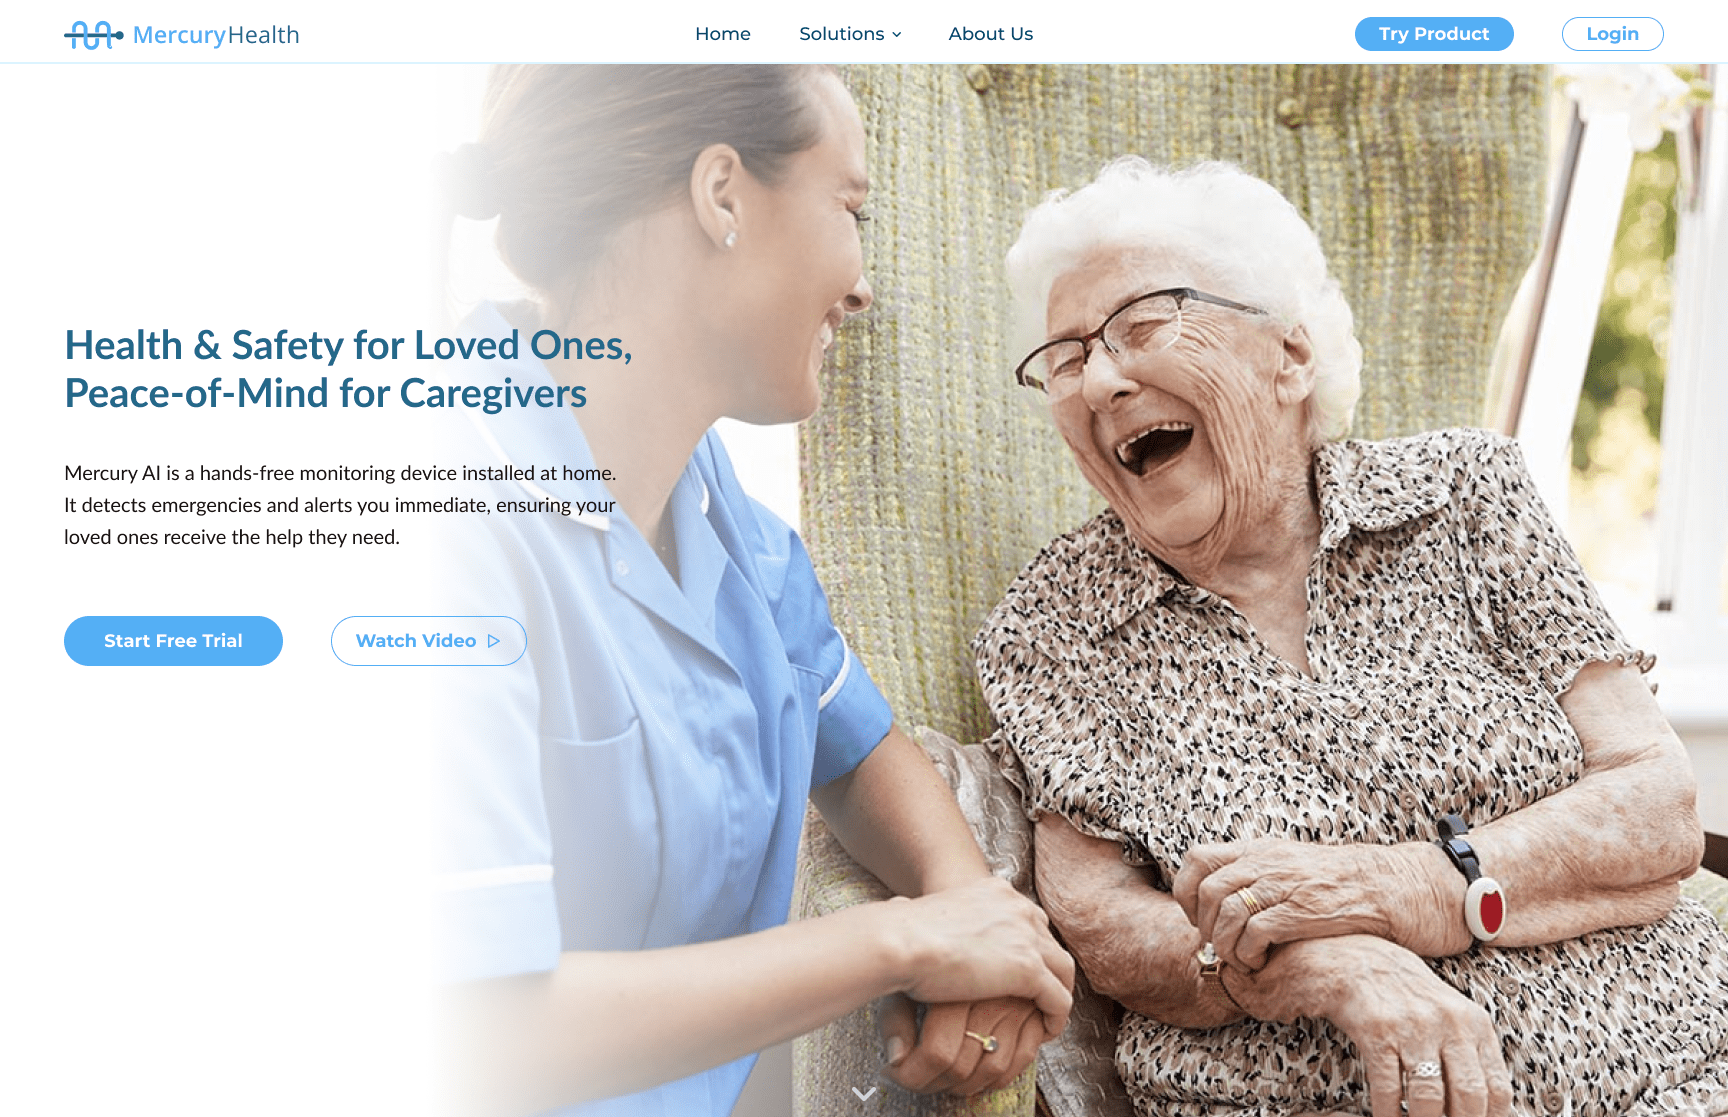 MercuryHealth
Home
Solutions
About Us
Try Product
Login
Health & Safety for Loved Ones,
Peace-of-Mind for Caregivers
Mercury AI is a hands-free monitoring device installed at home.
It detects emergencies and alerts you immediate, ensuring your
loved ones receive the help they need.
Start Free Trial
Watch Video